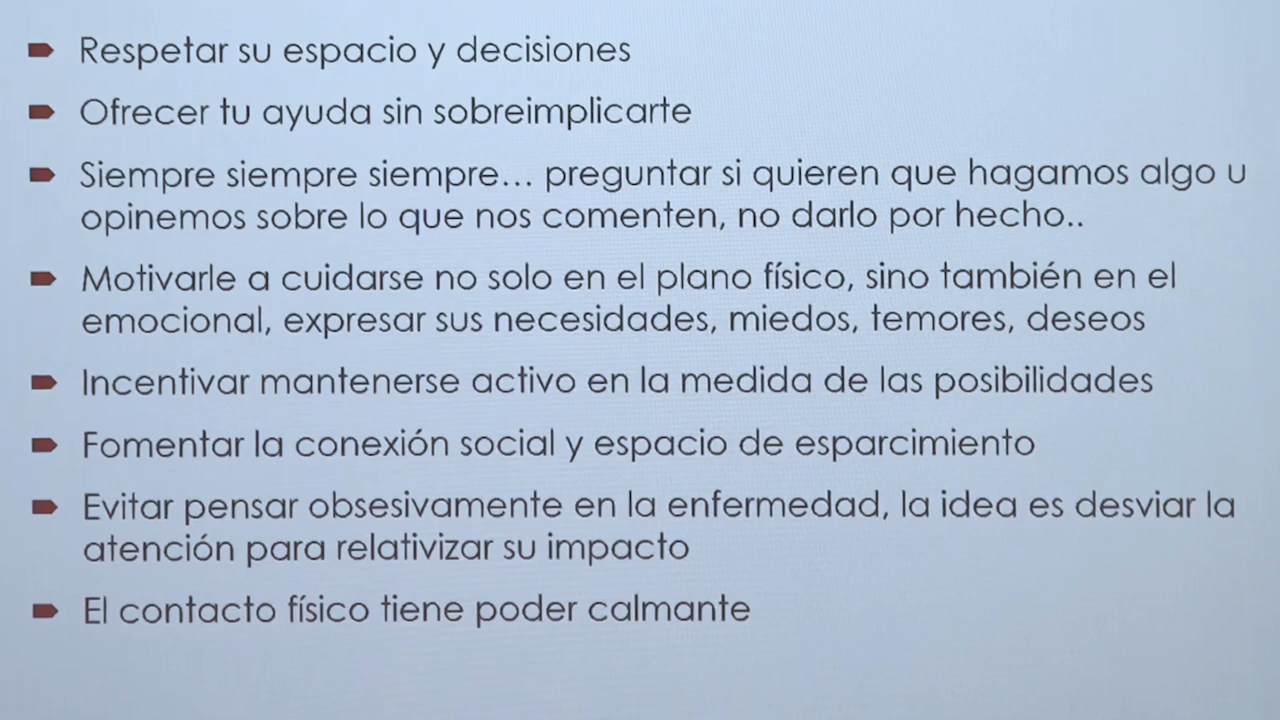 Respetar su espacio y decisiones
Ofrecer tu ayuda sin sobreimplicarte
Siempre siempre siempre... preguntar si quieren que hagamos algo u
opinemos sobre lo que nos comenten, no darlo por hecho..
Motivarle a cuidarse no solo en el plano físico, sino también en el
emocional, expresar sus necesidades, miedos, temores, deseos
Incentivar mantenerse activo en la medida de las posibilidades
Fomentar la conexión social y espacio de esparcimiento
Evitar pensar obsesivamente en la enfermedad, la idea es desviar la
atención para relativizar su impacto
El contacto físico tiene poder calmante